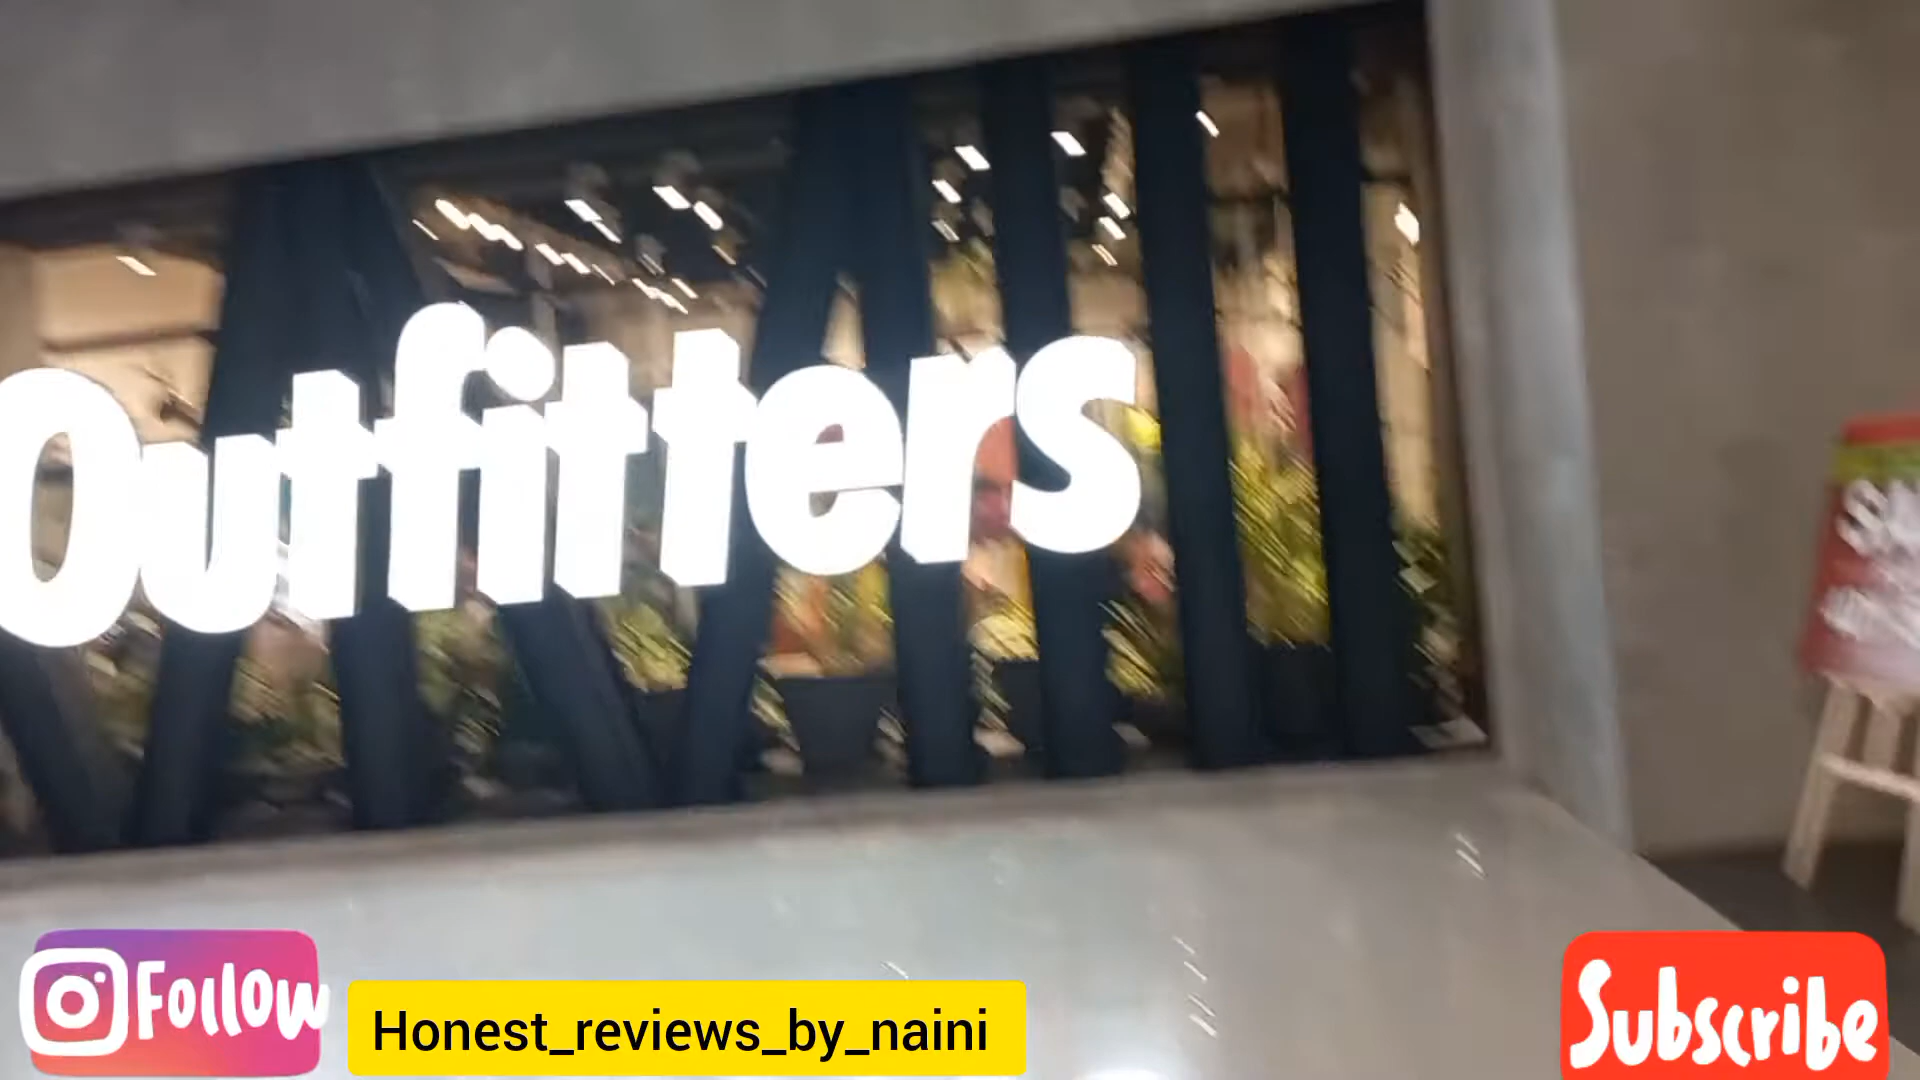 Outfitters
Follow
Honest_reviews_by_naini
Subscribe